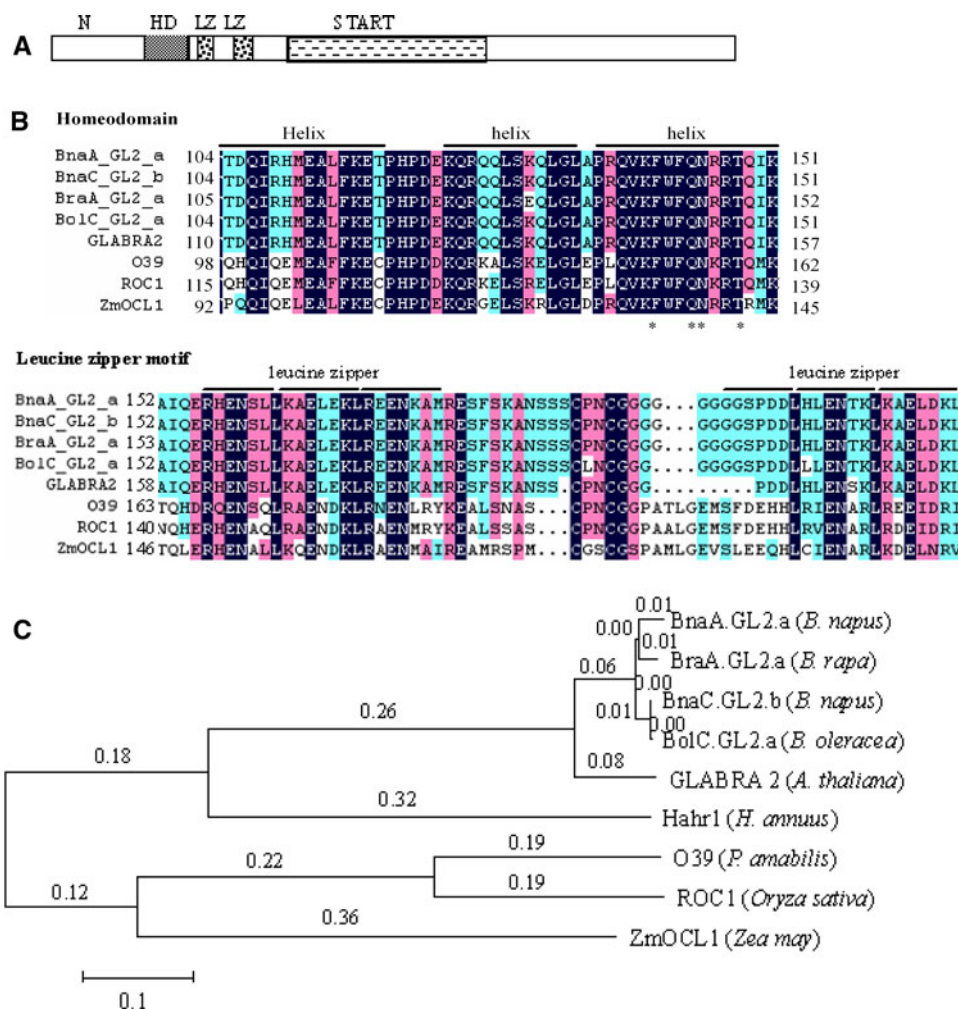 A
N HD LZ LZ START
B
Homeodomain
Helix helix helix
BnaA_GL2_a 104 TDQIRHMEALFKETPHPDEKQRQQLSKQLGLAPRQVKFWFQNRRTQIK 151
BnaC_GL2_b 104 TDQIRHMEALFKETPHPDEKQRQQLSKQLGLAPRQVKFWFQNRRTQIK 151
BraA_GL2_a 105 TDQIRHMEALFKETPHPDEKQRQQLSEQLGLAPRQVKFWFQNRRTQIK 152
BolC_GL2_a 104 TDQIRHMEALFKETPHPDEKQRQQLSKQLGLAPRQVKFWFQNRRTQIK 151
GLABRA2 110 TDQIRHMEALFKETPHPDEKQRQQLSKQLGLAPRQVKFWFQNRRTQIK 157
O39 98 QHQIQEMEAFFKECPHPDDKQRKALSKELGLEPLQVKFWFQNKRTQMK 162
ROC1 115 QHQIQEMEAFFKECPHPDDKQRKELSRELGLEPLQVKFWFQNKRTQMK 139
ZmOCL1 92 PQQIQELEALFKECPHPDEKQRGELSKRLGLDPRQVKFWFQNRRTRMK 145
* ** *
Leucine zipper motif
leucine zipper leucine zipper
BnaA_GL2_a 152 AIQERHENSLLKAELEKLREENKAMRESFSKANSSSCPNCGGGG...GGGGSPDDLHLENTKLKAELDKL
BnaC_GL2_b 152 AIQERHENSLLKAELEKLREENKAMRESFSKANSSSCPNCGGGG...GGGGSPDDLHLENTKLKAELDKL
BraA_GL2_a 153 AIQERHENSLLKAELEKLREENKAMRESFSKANSSSCPNCGGGG...GGGGSPDDLHLENTKLKAELDKL
BolC_GL2_a 152 AIQERHENSLLKAELEKLREENKAMRESFSKANSSSCLNCGGGG...GGGGSPDDLLLENTKLKAELDKL
GLABRA2 158 AIQERHENSLLKAELEKLREENKAMRESFSKANSS.CPNCGGG..........PDDLHLENSKLKAELDKL
O39 163 TQHDRQENSQLRAENDKLRNENLRYKEALSNAS...CPNCGGPATLGEMSFDEHHLRIENARLREEIDRI
ROC1 140 NQHERHENAQLRAENDKLRAENMRYKEALSSAS...CPNCGGPAALGEMSFDEHHLRVENARLRDEIDRI
ZmOCL1 146 TQLERHENALLKQENDKLRAENMAIREAMRSPM...CGSCGSPAMLGEVSLEEQHLCIENARLKDELNRV
C
0.01
BnaA.GL2.a (B. napus)
0.00
0.01
0.06
BraA.GL2.a (B. rapa)
0.00
BnaC.GL2.b (B. napus)
0.26 0.01
0.00
BolC.GL2.a (B. oleracea)
0.18 0.08
GLABRA 2 (A. thaliana)
0.32
Hahr1 (H. annuus)
0.19
O39 (P. amabilis)
0.22
0.19
0.12
ROC1 (Oryza sativa)
0.36
ZmOCL1 (Zea may)
0.1